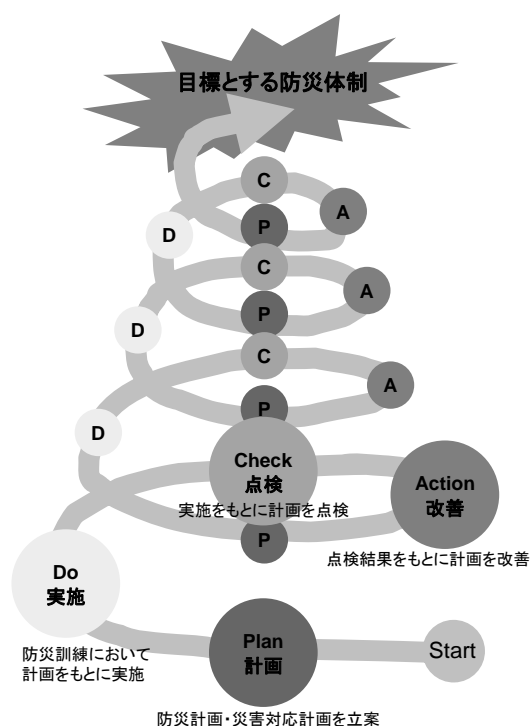 目標とする防災体制
C
A
P
D
C
A
P
D
C
A
P
D
Check
点検
実施をもとに計画を点検
Action
改善
点検結果をもとに計画を改善
P
Do
実施
防災訓練において
計画をもとに実施
Plan
計画
防災計画・災害対応計画を立案
Start